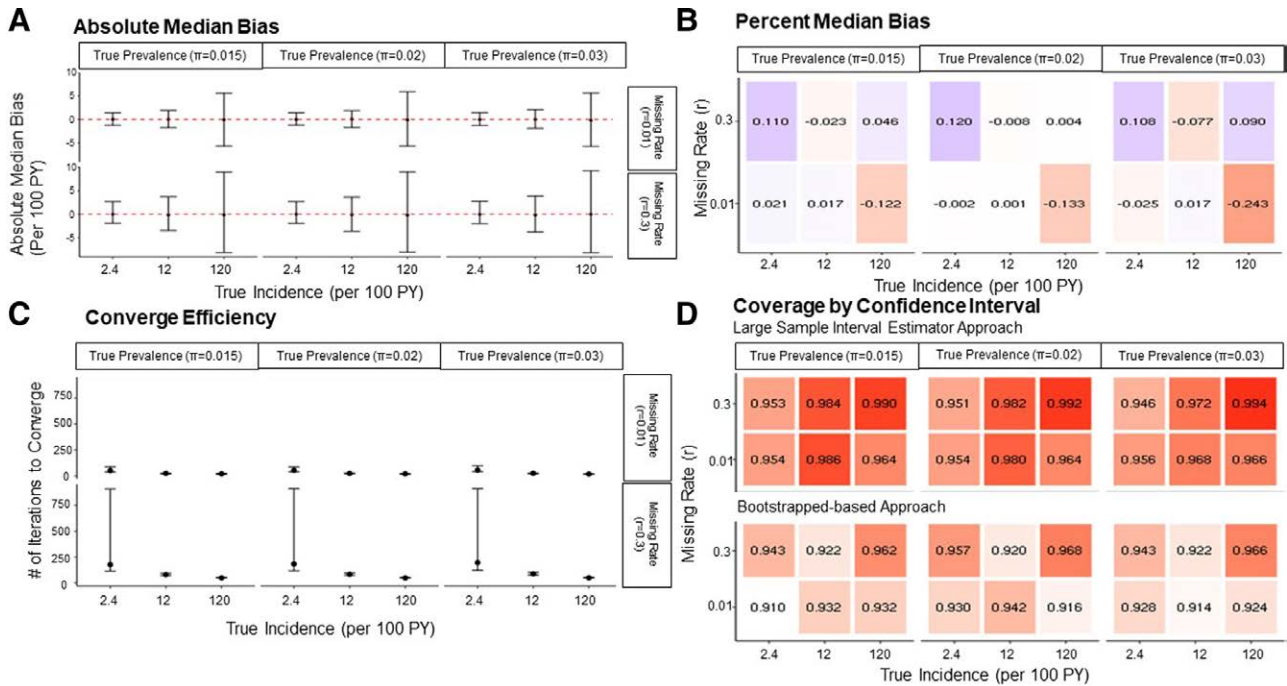 A
Absolute Median Bias
True Prevalence (π=0.015)
True Prevalence (π=0.02)
True Prevalence (π=0.03)
Absolute Median Bias
(Per 100 PY)
10
5
0
-5
10
5
0
-5
Missing Rate
(r=0.01)
Missing Rate
(r=0.3)
2.4 12 120 2.4 12 120 2.4 12 120
True Incidence (per 100 PY)
B
Percent Median Bias
True Prevalence (π=0.015)
True Prevalence (π=0.02)
True Prevalence (π=0.03)
Missing Rate (r)
0.3 0.110 -0.023 0.046 0.120 -0.008 0.004 0.108 -0.077 0.090
0.01 0.021 0.017 -0.122 -0.002 0.001 -0.133 -0.025 0.017 -0.243
2.4 12 120 2.4 12 120 2.4 12 120
True Incidence (per 100 PY)
C
Converge Efficiency
True Prevalence (π=0.015)
True Prevalence (π=0.02)
True Prevalence (π=0.03)
# of Iterations to Converge
750
500
250
0
750
500
250
0
Missing Rate
(r=0.01)
Missing Rate
(r=0.3)
2.4 12 120 2.4 12 120 2.4 12 120
True Incidence (per 100 PY)
D
Coverage by Confidence Interval
Large Sample Interval Estimator Approach
True Prevalence (π=0.015)
True Prevalence (π=0.02)
True Prevalence (π=0.03)
Missing Rate (r)
0.3 0.953 0.984 0.990 0.951 0.982 0.992 0.946 0.972 0.994
0.01 0.954 0.986 0.964 0.954 0.980 0.964 0.956 0.968 0.966
Bootstrapped-based Approach
0.3 0.943 0.922 0.962 0.957 0.920 0.968 0.943 0.922 0.966
0.01 0.910 0.932 0.932 0.930 0.942 0.916 0.928 0.914 0.924
2.4 12 120 2.4 12 120 2.4 12 120
True Incidence (per 100 PY)